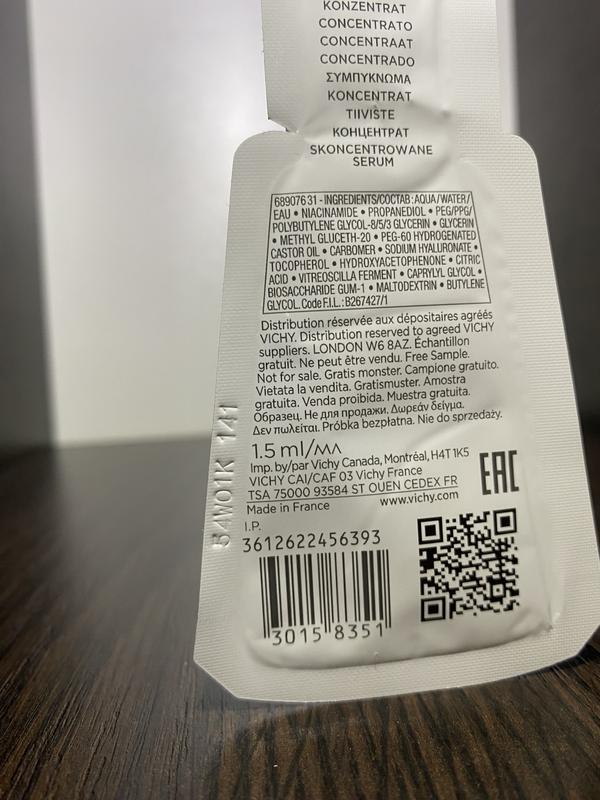 KONZENTRAT
CONCENTRATO
CONCENTRAAT
CONCENTRADO
ΣΥΜΠΥΚΝΩΜΑ
KONCENTRAT
TIIVISTE
КОНЦЕНТРАТ
SKONCENTROWANE
SERUM
689076 31 - INGREDIENTS/СОСТАВ: AQUA/WATER/
EAU • NIACINAMIDE • PROPANEDIOL • PEG/PPG/
POLYBUTYLENE GLYCOL-8/5/3 GLYCERIN • GLYCERIN
• METHYL GLUCETH-20 • PEG-60 HYDROGENATED
CASTOR OIL • CARBOMER • SODIUM HYALURONATE •
TOCOPHEROL • HYDROXYACETOPHENONE • CITRIC
ACID • VITREOSCILLA FERMENT • CAPRYLYL GLYCOL •
BIOSACCHARIDE GUM-1 • MALTODEXTRIN • BUTYLENE
GLYCOL. Code F.I.L. : B267427/1
Distribution réservée aux dépositaires agréés
VICHY. Distribution reserved to agreed VICHY
suppliers. LONDON W6 8AZ. Échantillon
gratuit. Ne peut être vendu. Free Sample.
Not for sale. Gratis monster. Campione gratuito.
Vietata la vendita. Gratismuster. Amostra
gratuita. Venda proibida. Muestra gratuita.
Образец. Не для продажи. Δωρεάν δείγμα.
Δεν πωλείται. Próbka bezpłatna. Nie do sprzedaży.
1.5 ml/мл
Imp. by/par Vichy Canada, Montréal, H4T 1K5
VICHY CAI/CAF 03 Vichy France
TSA 75000 93584 ST OUEN CEDEX FR
Made in France www.vichy.com
I.P.
EAC
3612622456393
3015 8351
54W01K 141